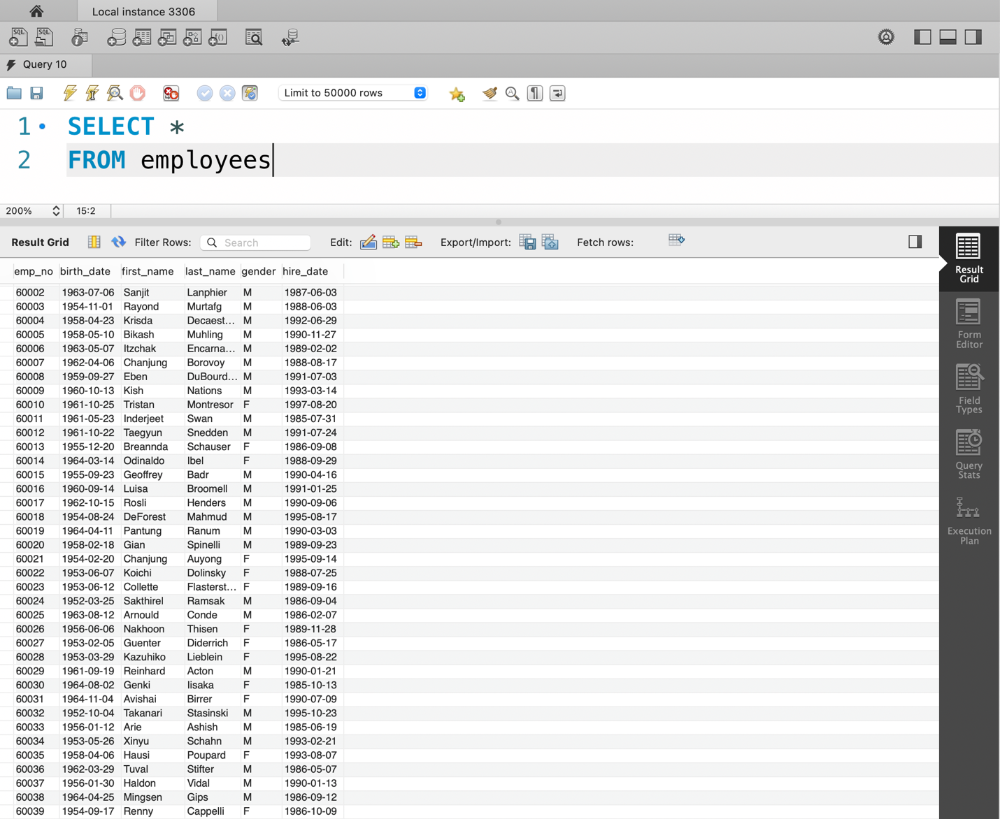 Local instance 3306
SQL SQL
Query 10
Limit to 50000 rows
1 SELECT *
2 FROM employees
200% 15:2
Result Grid Filter Rows: Search Edit: Export/Import: Fetch rows:
Result Grid
Form Editor
Field Types
Query Stats
Execution Plan
emp_no birth_date first_name last_name gender hire_date
60002 1963-07-06 Sanjit Lanphier M 1987-06-03
60003 1954-11-01 Rayond Murtafg M 1988-06-03
60004 1958-04-23 Krisda Decaest... M 1992-06-29
60005 1958-05-10 Bikash Muhling M 1990-11-27
60006 1963-05-07 Itzchak Encarna... M 1989-02-02
60007 1962-04-06 Chanjung Borovoy M 1988-08-17
60008 1959-09-27 Eben DuBourd... M 1991-07-03
60009 1960-10-13 Kish Nations M 1993-03-14
60010 1961-10-25 Tristan Montresor F 1997-08-20
60011 1961-05-23 Inderjeet Swan M 1985-07-31
60012 1961-10-22 Taegyun Snedden M 1991-07-24
60013 1955-12-20 Breannda Schauser F 1986-09-08
60014 1964-03-14 Odinaldo Ibel F 1988-09-29
60015 1955-09-23 Geoffrey Badr M 1990-04-16
60016 1960-09-14 Luisa Broomell M 1991-01-25
60017 1962-10-15 Rosli Henders M 1990-09-06
60018 1954-08-24 DeForest Mahmud M 1995-08-17
60019 1964-04-11 Pantung Ranum M 1990-03-03
60020 1958-02-18 Gian Spinelli M 1989-09-23
60021 1954-02-20 Chanjung Auyong F 1995-09-14
60022 1953-06-07 Koichi Dolinsky F 1988-07-25
60023 1953-06-12 Collette Flasterst... F 1989-09-16
60024 1952-03-25 Sakthirel Ramsak M 1986-09-04
60025 1963-08-12 Arnould Conde M 1986-02-07
60026 1956-06-06 Nakhoon Thisen F 1989-11-28
60027 1953-02-05 Guenter Diderrich F 1986-05-17
60028 1953-03-29 Kazuhiko Lieblein F 1995-08-22
60029 1961-09-19 Reinhard Acton M 1990-01-21
60030 1964-08-02 Genki Iisaka F 1985-10-13
60031 1964-11-04 Avishai Birrer F 1990-07-09
60032 1952-10-04 Takanari Stasinski M 1995-10-23
60033 1956-01-12 Arie Ashish M 1985-06-19
60034 1953-05-26 Xinyu Schahn M 1993-02-21
60035 1958-04-06 Hausi Poupard F 1993-08-07
60036 1962-03-29 Tuval Stifter M 1986-05-07
60037 1956-01-30 Haldon Vidal M 1990-01-13
60038 1964-04-25 Mingsen Gips M 1986-09-12
60039 1954-09-17 Renny Cappelli F 1986-10-09